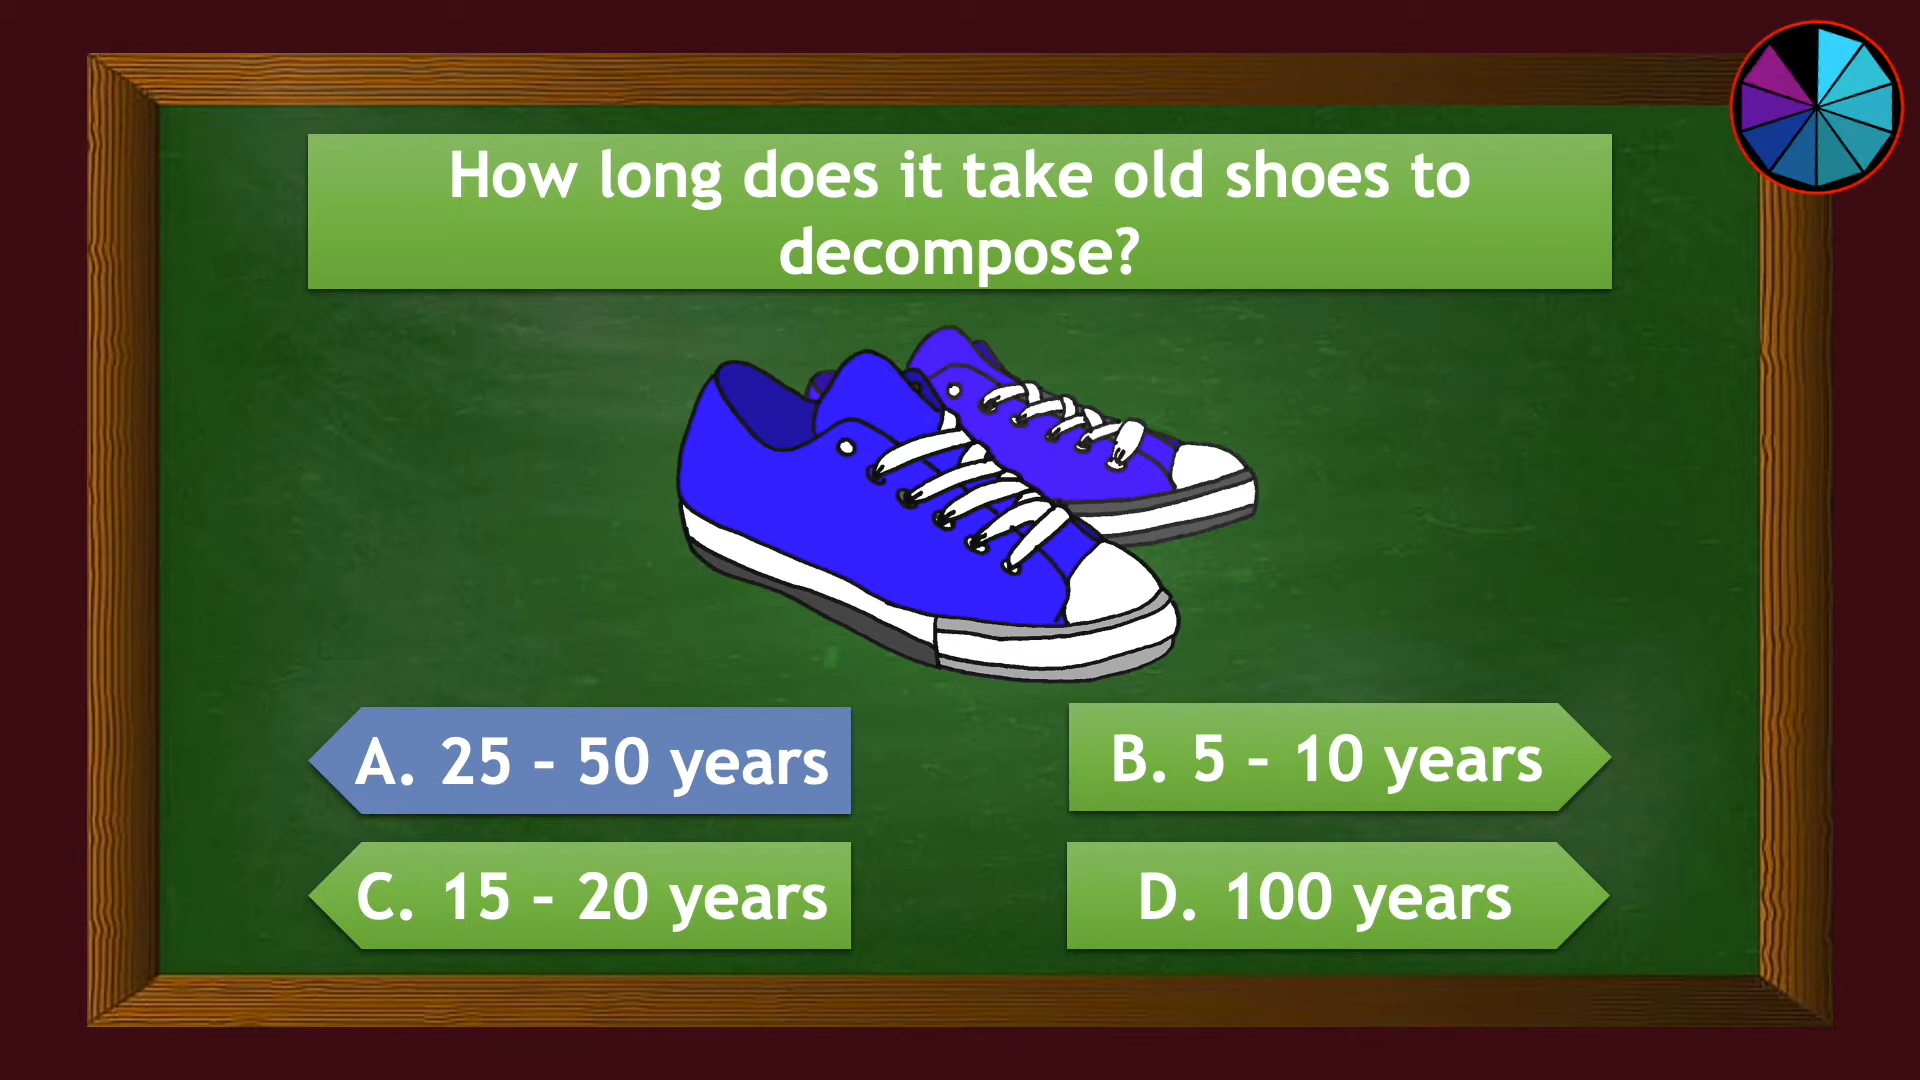 How long does it take old shoes to
decompose?
A. 25 – 50 years
B. 5 – 10 years
C. 15 – 20 years
D. 100 years